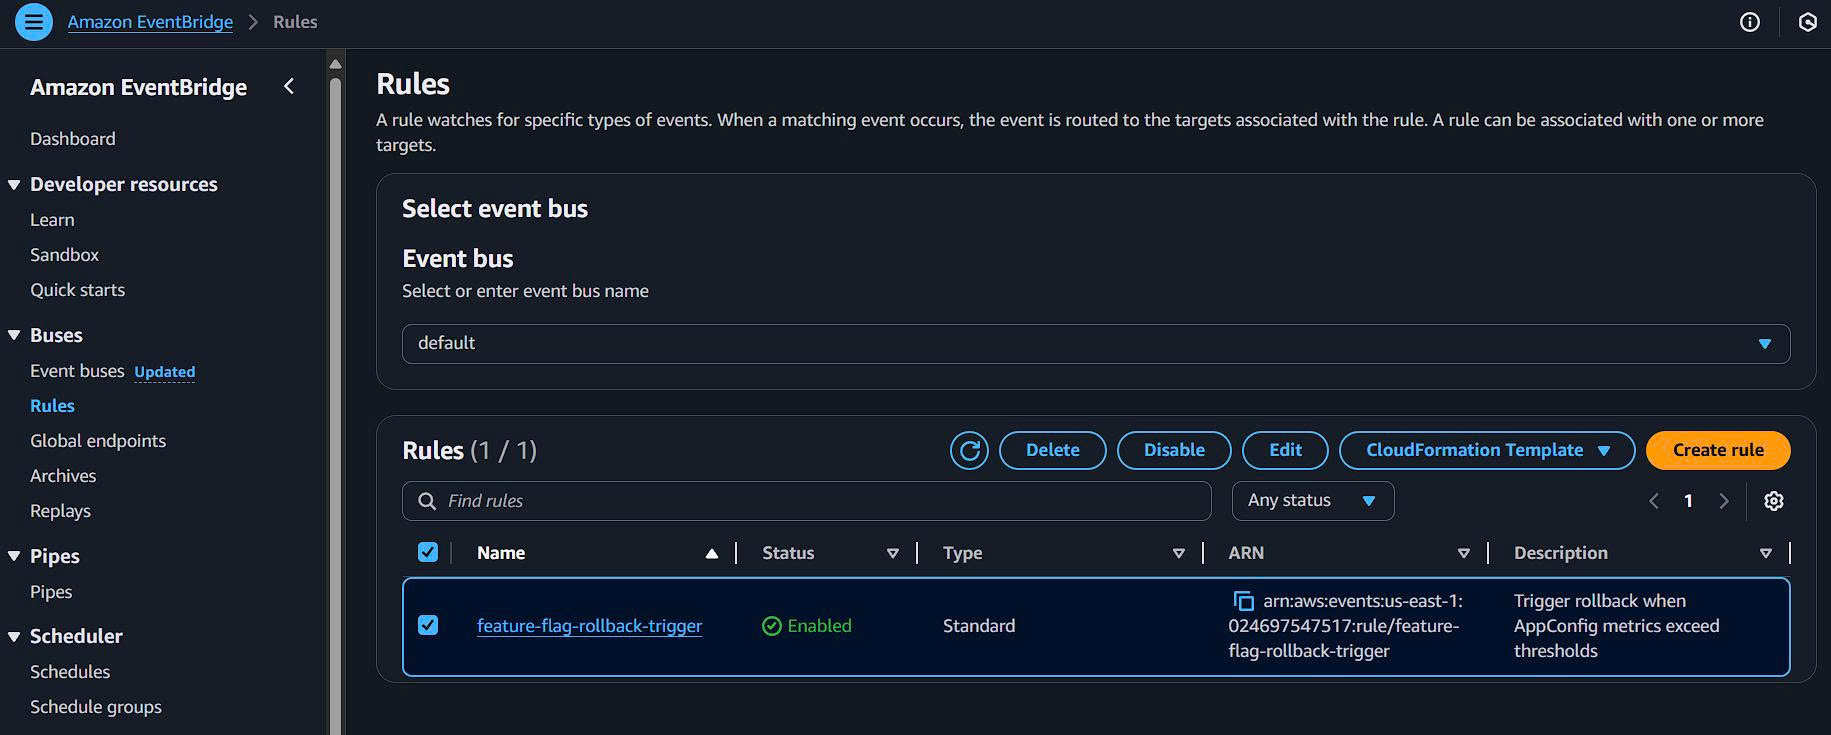 Amazon EventBridge > Rules
Amazon EventBridge
Dashboard
Developer resources
Learn
Sandbox
Quick starts
Buses
Event buses Updated
Rules
Global endpoints
Archives
Replays
Pipes
Pipes
Scheduler
Schedules
Schedule groups
Rules
A rule watches for specific types of events. When a matching event occurs, the event is routed to the targets associated with the rule. A rule can be associated with one or more
targets.
Select event bus
Event bus
Select or enter event bus name
default
Rules (1 / 1)
Delete
Disable
Edit
CloudFormation Template
Create rule
Find rules
Any status
1
Name
Status
Type
ARN
Description
feature-flag-rollback-trigger
Enabled
Standard
arn:aws:events:us-east-1:
024697547517:rule/feature-
flag-rollback-trigger
Trigger rollback when
AppConfig metrics exceed
thresholds